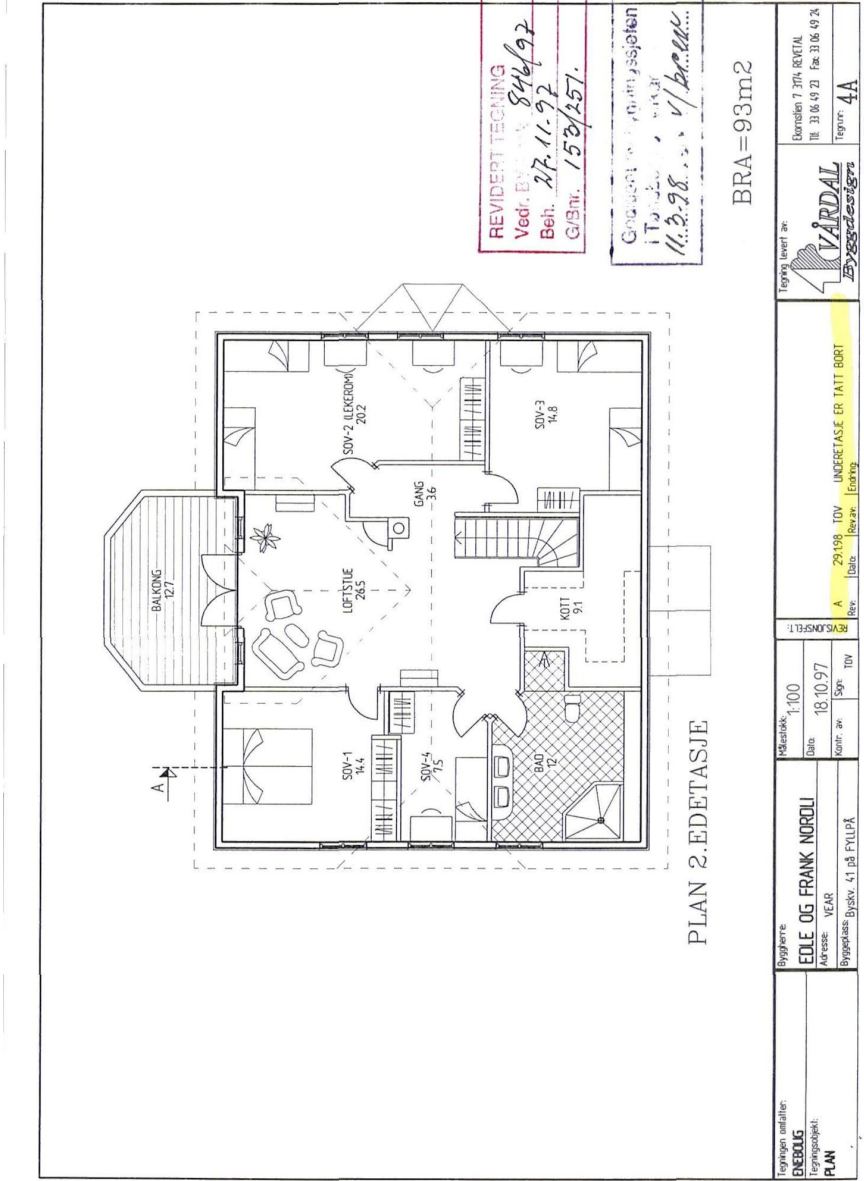 REVIDERT TEGNING
Vedr. 846/97
Beh. 27.11.97
G/Bnr. 153/251.
11.3.98 v/brev
BRA=93m2
BALKONG
12.7
LOFTSTUE
26.5
SOV-1
14.4
SOV-2 (LEKEROM)
20.2
SOV-3
14.8
SOV-4
7.5
GANG
3.6
KOTT
9.1
BAD
12
A
PLAN 2.EDETASJE
Tegningen omfatter:
ENEBOLIG
Tegningsobjekt:
PLAN
Byggherre:
EDLE OG FRANK NORDLI
Adresse: VEAR
Byggeplass: Byskv. 41 på FYLLPÅ
Målestokk: 1:100
Dato: 18.10.97
Kontr. av: Sign: TOV
REVISJONSFELT:
A 29.1.98 TOV UNDERETASJE ER TATT BORT
Rev: Dato: Rev.av: Endring:
Tegning levert av:
VÅRDAL
Byggdesign
Ekornslien 7 3174 REVETAL
Tlf: 33 06 49 23 Fax: 33 06 49 24
Tegn.nr: 4A